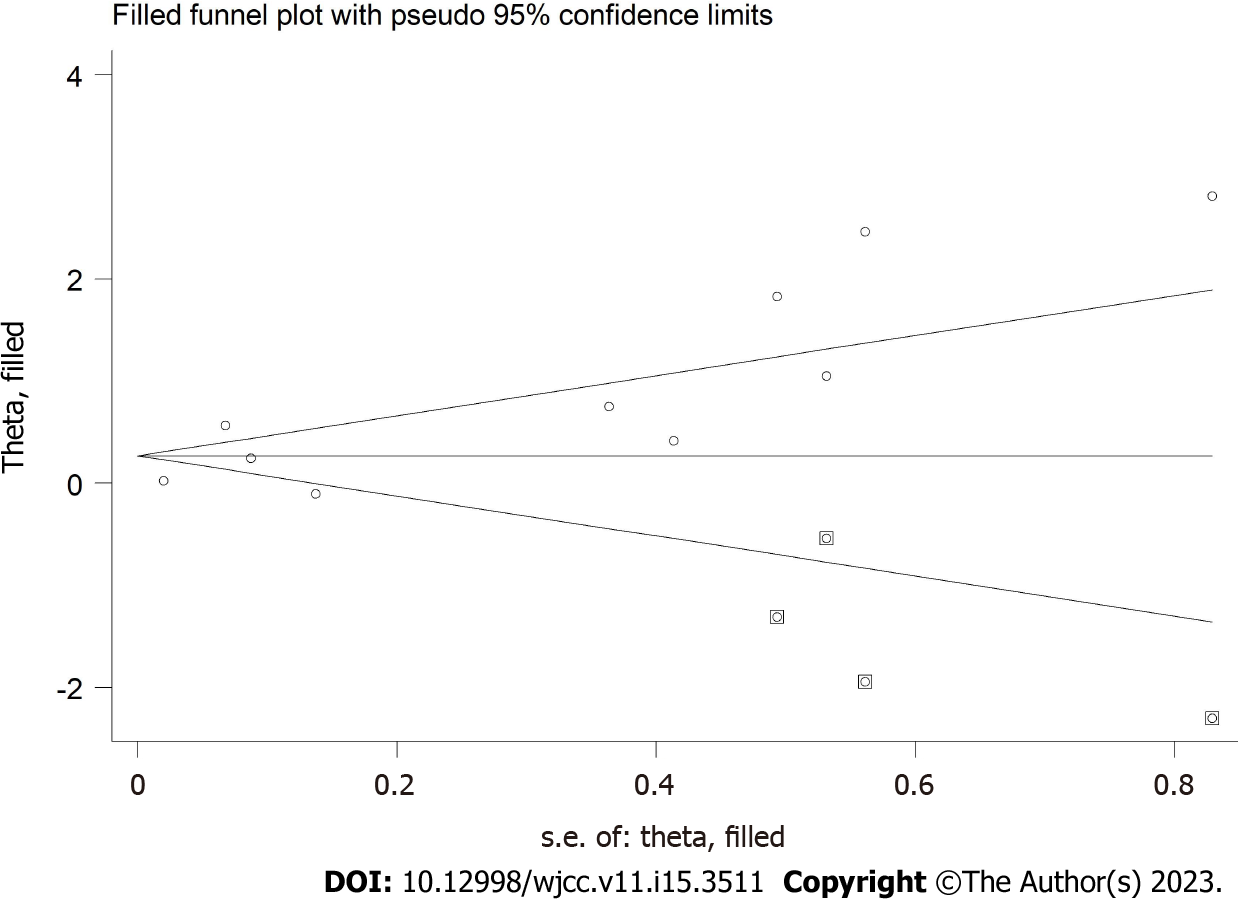 Filled funnel plot with pseudo 95% confidence limits
4
2
0
-2
Theta, filled
0
0.2
0.4
0.6
0.8
s.e. of: theta, filled
DOI: 10.12998/wjcc.v11.i15.3511 Copyright ©The Author(s) 2023.